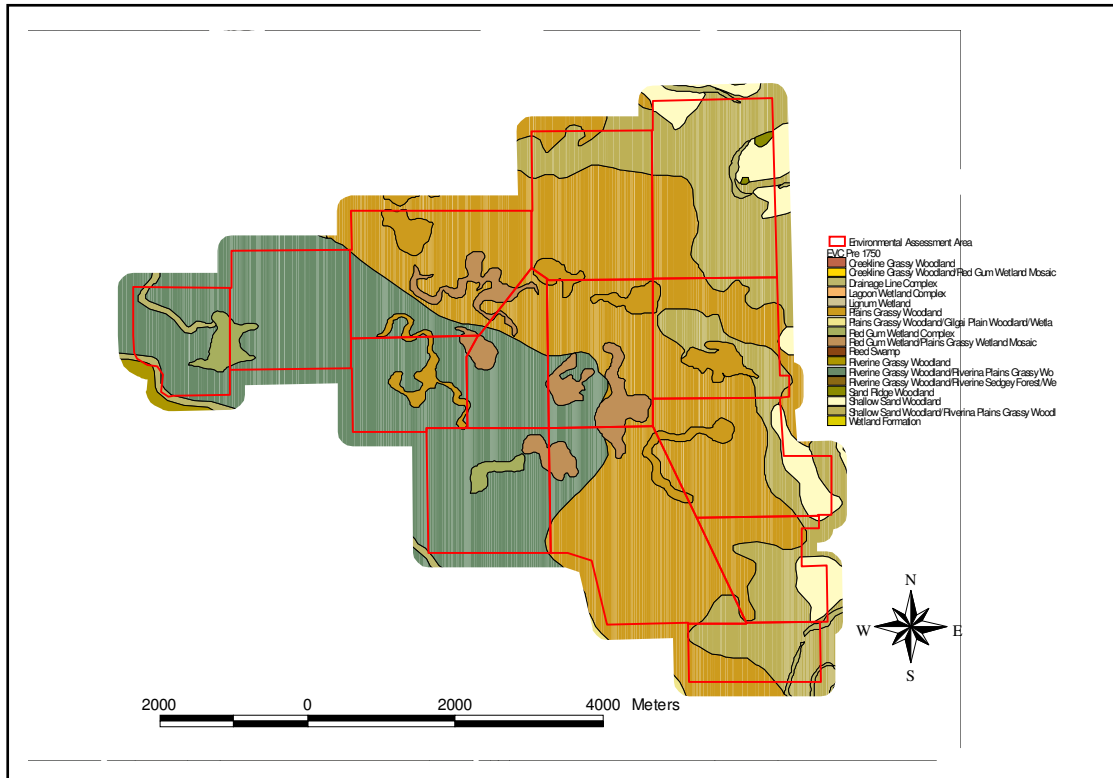 Environmental Assessment Area
EVC Pre 1750
Creekline Grassy Woodland
Creekline Grassy Woodland/Red Gum Wetland Mosaic
Drainage Line Complex
Lagoon Wetland Complex
Lignum Wetland
Plains Grassy Woodland
Plains Grassy Woodland/Gilgai Plain Woodland/Wetla
Red Gum Wetland Complex
Red Gum Wetland/Plains Grassy Wetland Mosaic
Reed Swamp
Riverine Grassy Woodland
Riverine Grassy Woodland/Riverina Plains Grassy Wo
Riverine Grassy Woodland/Riverine Sedgey Forest/We
Sand Ridge Woodland
Shallow Sand Woodland
Shallow Sand Woodland/Riverina Plains Grassy Woodl
Wetland Formation
N
W E
S
2000 0 2000 4000 Meters